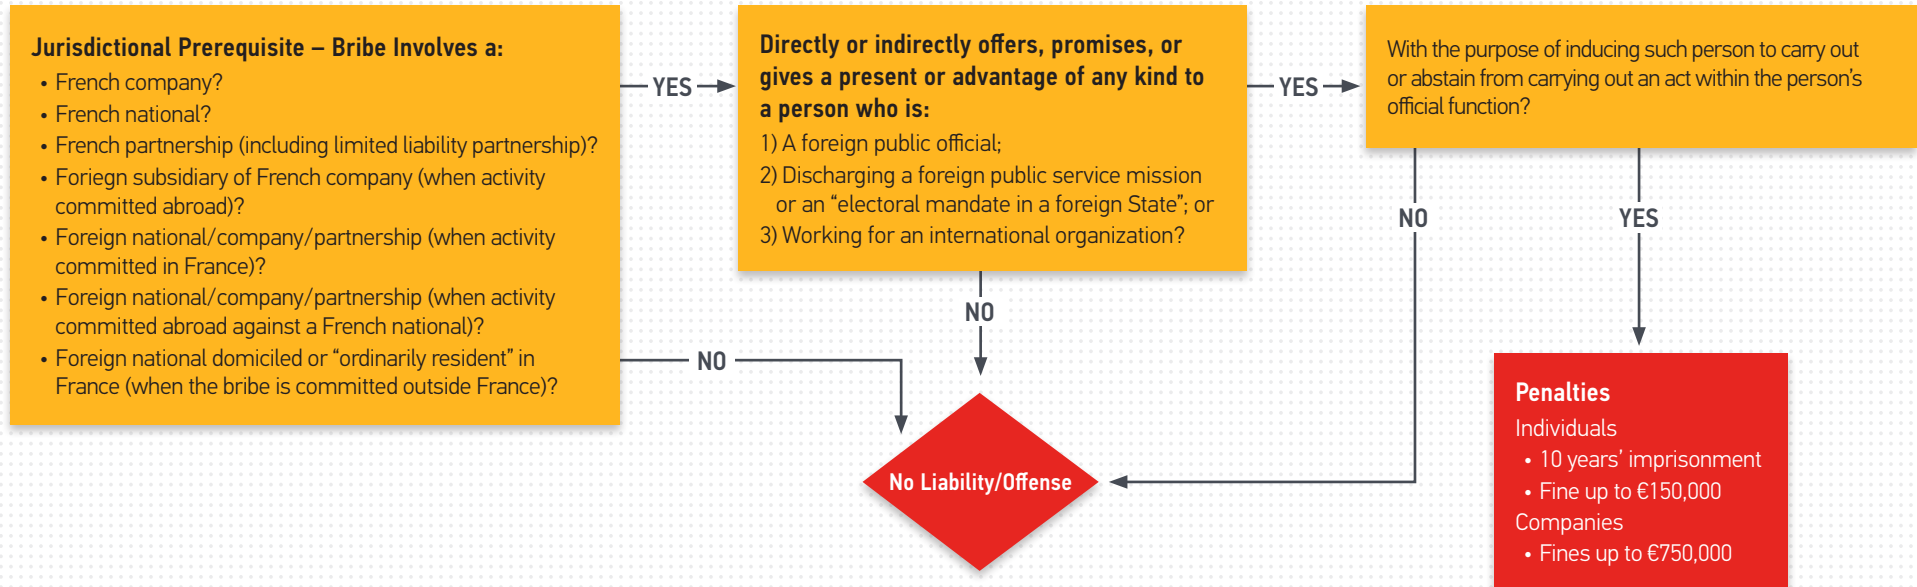 Jurisdictional Prerequisite – Bribe Involves a:
• French company?
• French national?
• French partnership (including limited liability partnership)?
• Foriegn subsidiary of French company (when activity
committed abroad)?
• Foreign national/company/partnership (when activity
committed in France)?
• Foreign national/company/partnership (when activity
committed abroad against a French national)?
• Foreign national domiciled or “ordinarily resident” in
France (when the bribe is committed outside France)?
YES
NO
Directly or indirectly offers, promises, or
gives a present or advantage of any kind to
a person who is:
1) A foreign public official;
2) Discharging a foreign public service mission
or an “electoral mandate in a foreign State”; or
3) Working for an international organization?
YES
NO
With the purpose of inducing such person to carry out
or abstain from carrying out an act within the person’s
official function?
NO
YES
No Liability/Offense
Penalties
Individuals
• 10 years’ imprisonment
• Fine up to €150,000
Companies
• Fines up to €750,000